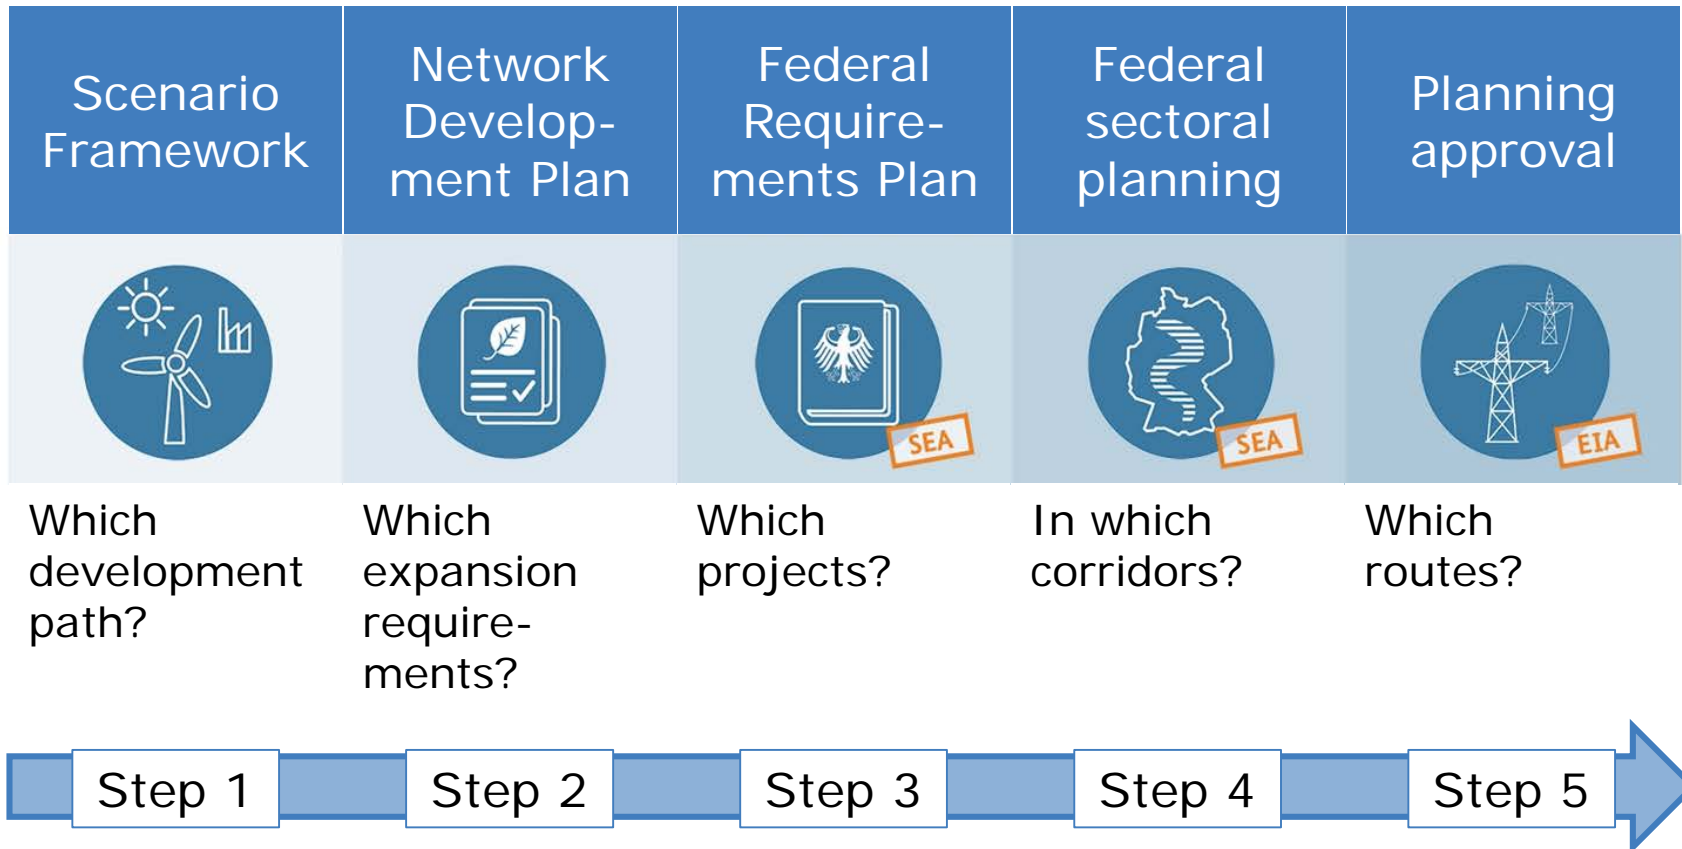 Scenario
Framework
Network
Develop-
ment Plan
Federal
Require-
ments Plan
Federal
sectoral
planning
Planning
approval
SEA
SEA
EIA
Which
development
path?
Which
expansion
require-
ments?
Which
projects?
In which
corridors?
Which
routes?
Step 1
Step 2
Step 3
Step 4
Step 5